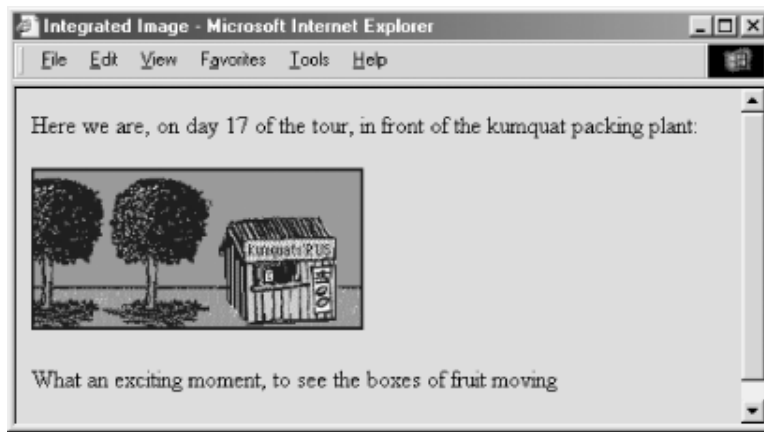 Integrated Image - Microsoft Internet Explorer
File Edit View Favorites Tools Help
Here we are, on day 17 of the tour, in front of the kumquat packing plant:
kumquats 'R' US
What an exciting moment, to see the boxes of fruit moving